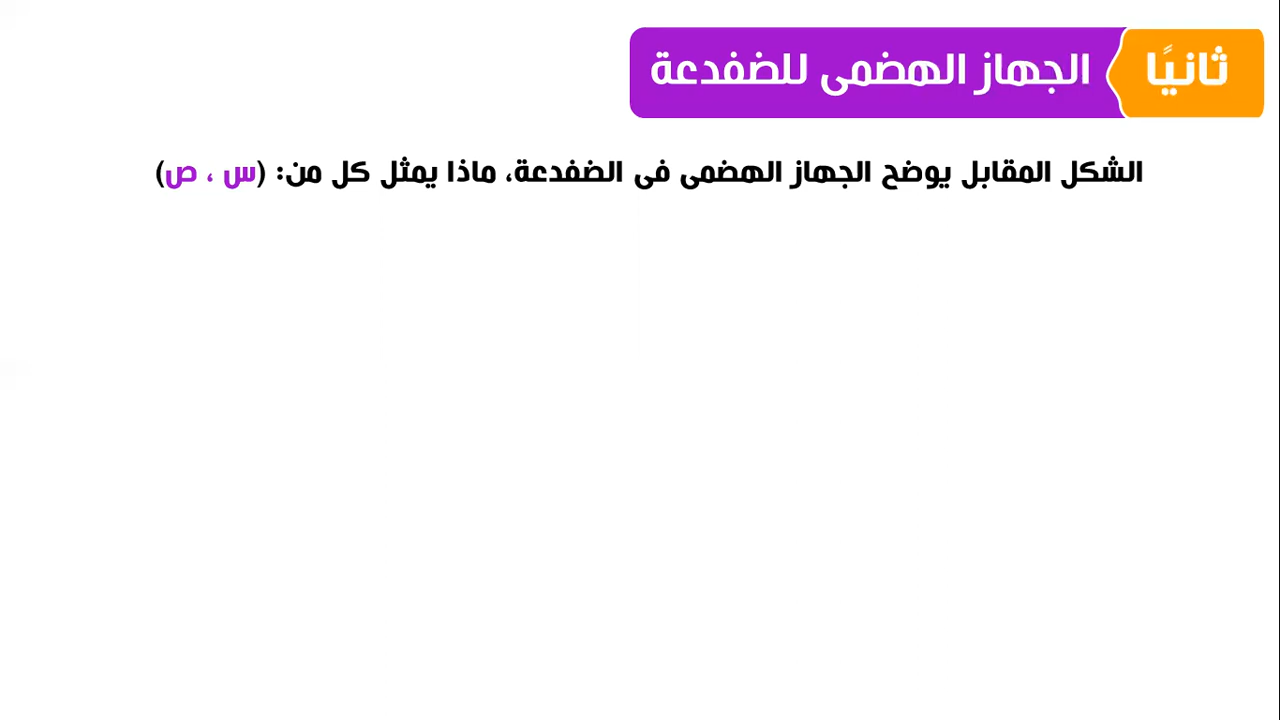 ثانيًا الجهاز الهضمى للضفدعة
الشكل المقابل يوضح الجهاز الهضمى فى الضفدعة، ماذا يمثل كل من: (س ، ص)